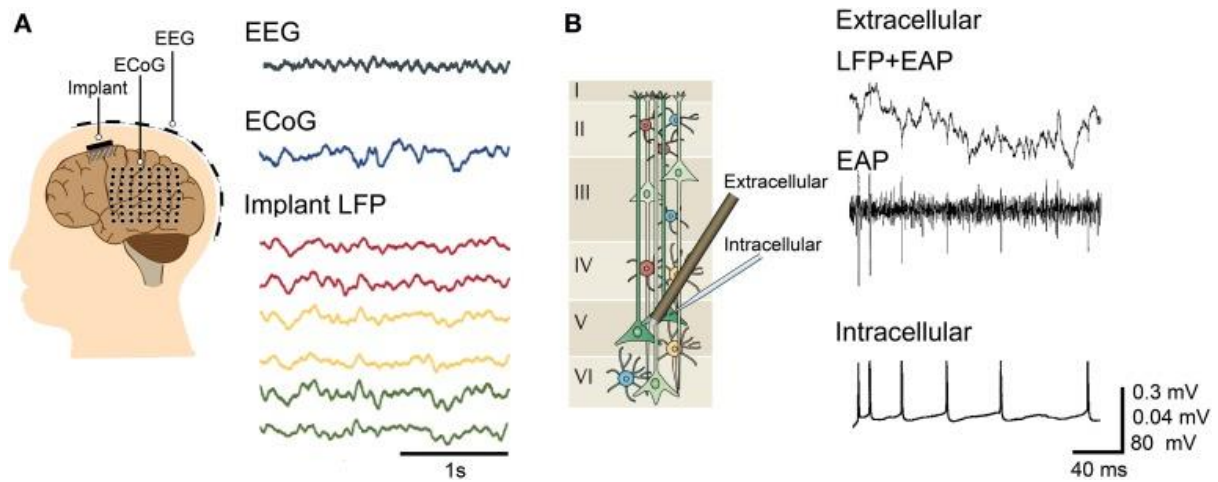 A
EEG
ECoG
Implant
EEG
ECoG
Implant LFP
1s
B
I
II
III
IV
V
VI
Extracellular
Intracellular
Extracellular
LFP+EAP
EAP
Intracellular
0.3 mV
0.04 mV
80 mV
40 ms